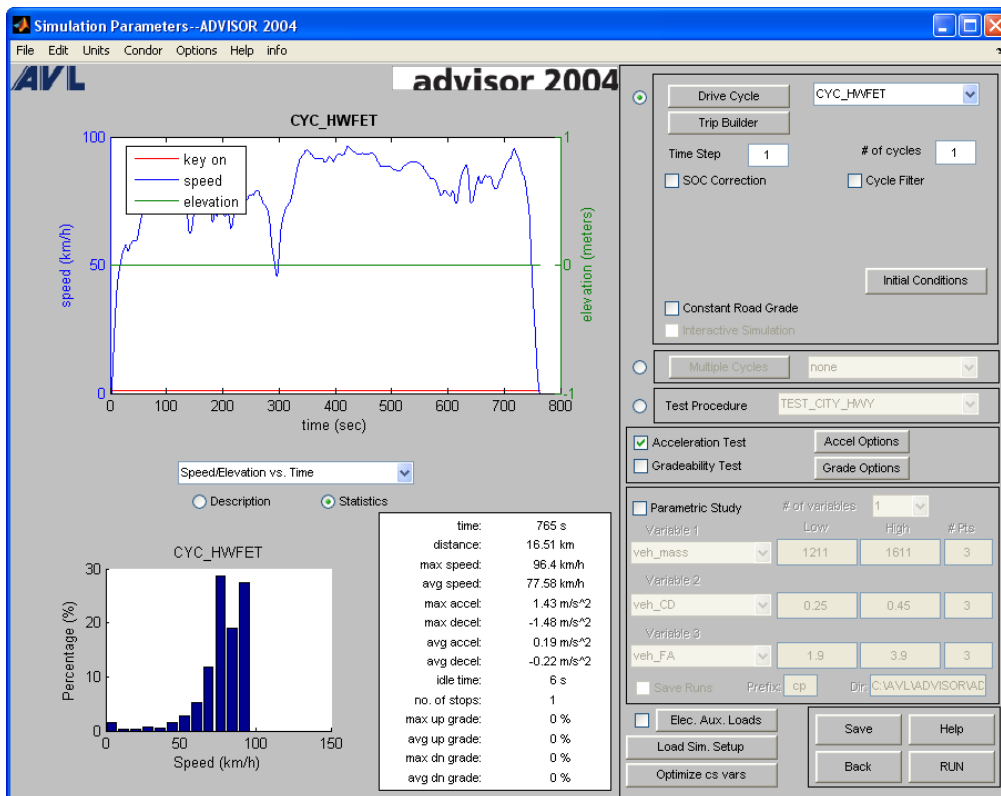 Simulation Parameters--ADVISOR 2004
File Edit Units Condor Options Help info
AVL
advisor 2004
CYC_HWFET
100
50
0
key on
speed
elevation
1
0
-1
speed (km/h)
elevation (meters)
0 100 200 300 400 500 600 700 800
time (sec)
Speed/Elevation vs. Time
Description Statistics
CYC_HWFET
30
20
10
0
Percentage (%)
0 50 100 150
Speed (km/h)
time: 765 s
distance: 16.51 km
max speed: 96.4 km/h
avg speed: 77.58 km/h
max accel: 1.43 m/s^2
max decel: -1.48 m/s^2
avg accel: 0.19 m/s^2
avg decel: -0.22 m/s^2
idle time: 6 s
no. of stops: 1
max up grade: 0 %
avg up grade: 0 %
max dn grade: 0 %
avg dn grade: 0 %
Drive Cycle CYC_HWFET
Trip Builder
Time Step 1 # of cycles 1
SOC Correction Cycle Filter
Initial Conditions
Constant Road Grade
Interactive Simulation
Multiple Cycles none
Test Procedure TEST_CITY_HWY
Acceleration Test Accel Options
Gradeability Test Grade Options
Parametric Study # of variables 1
Variable 1 Low High # Pts
veh_mass 1211 1611 3
Variable 2
veh_CD 0.25 0.45 3
Variable 3
veh_FA 1.9 3.9 3
Save Runs Prefix: cp Dir: C:\AVL\ADVISOR\AD
Elec. Aux. Loads
Load Sim. Setup
Optimize cs vars
Save Help
Back RUN